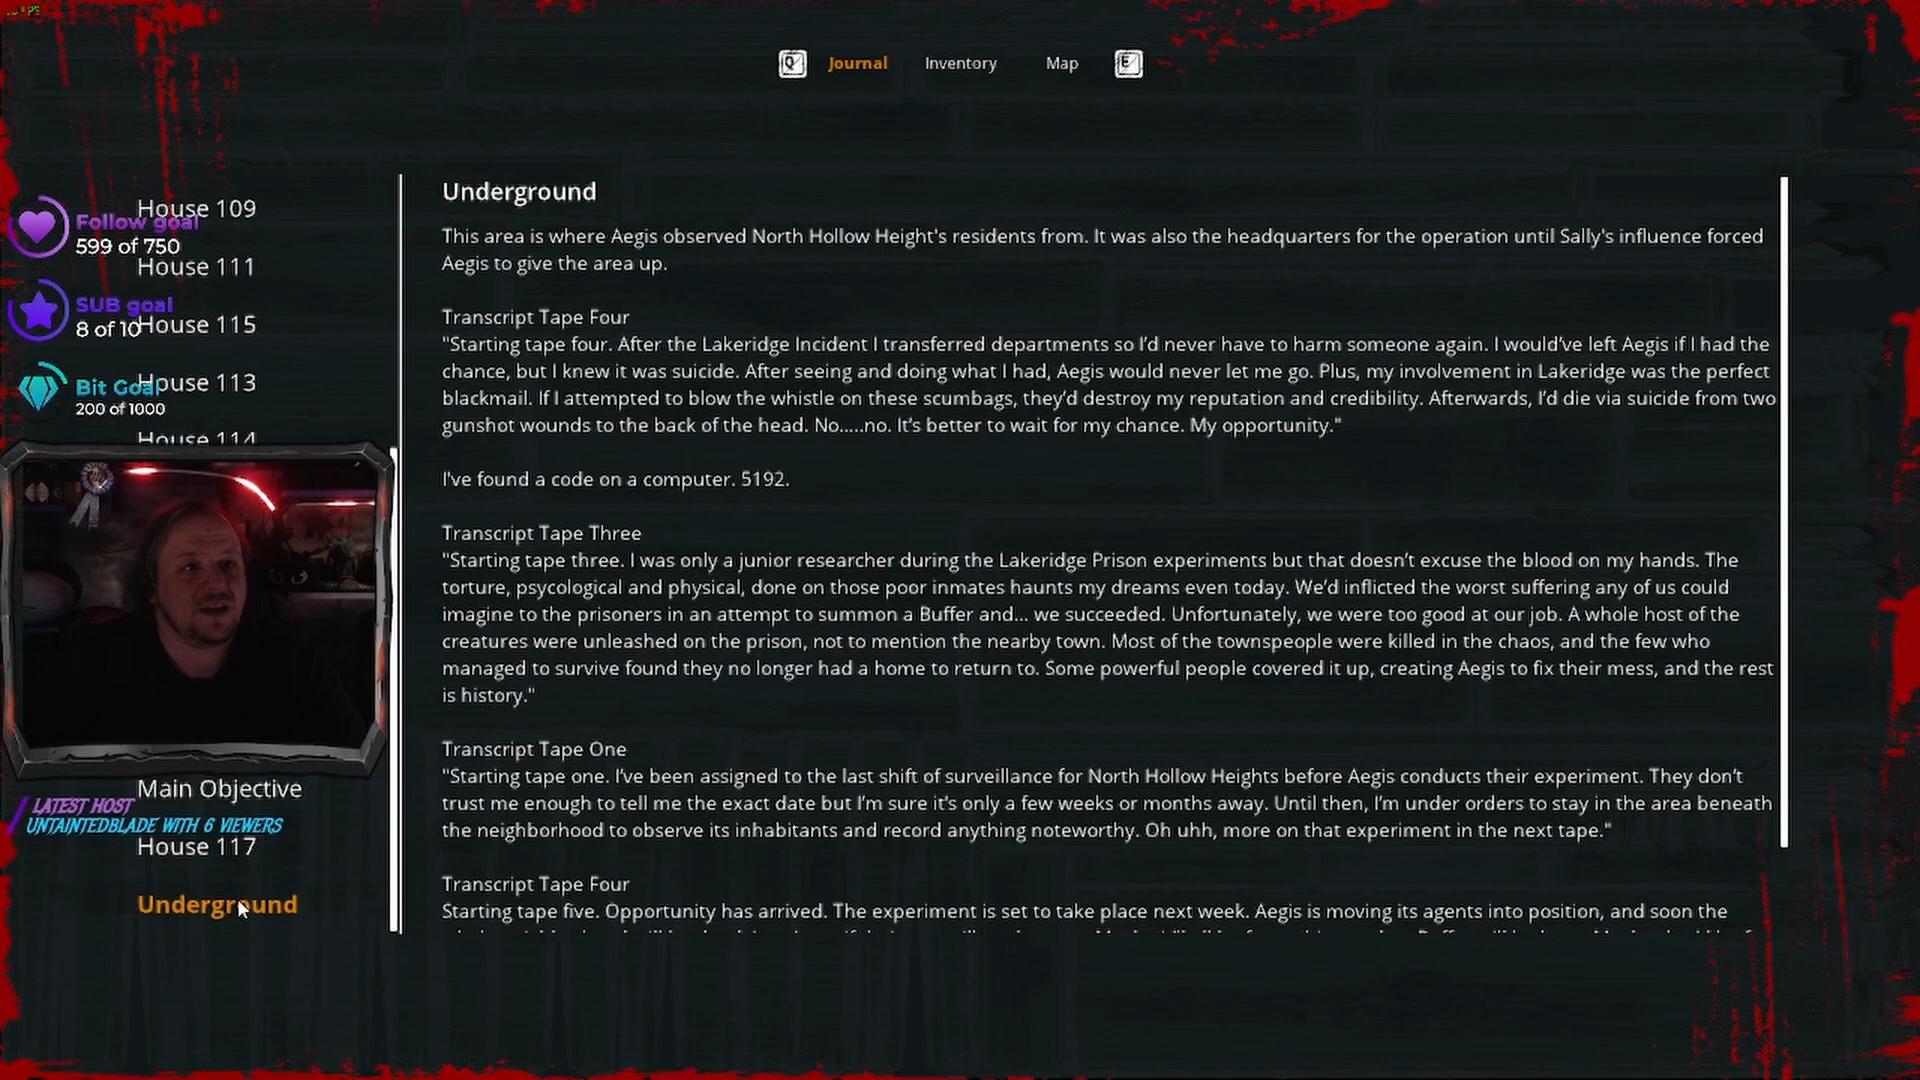 Q Journal Inventory Map E
House 109
Follow goal
599 of 750
House 111
SUB goal
8 of 10
House 115
House 113
Bit Goal
200 of 1000
House 114
Main Objective
LATEST HOST
UNTAINTEDBLADE WITH 6 VIEWERS
House 117
Underground
Underground
This area is where Aegis observed North Hollow Height's residents from. It was also the headquarters for the operation until Sally's influence forced
Aegis to give the area up.
Transcript Tape Four
"Starting tape four. After the Lakeridge Incident I transferred departments so I'd never have to harm someone again. I would've left Aegis if I had the
chance, but I knew it was suicide. After seeing and doing what I had, Aegis would never let me go. Plus, my involvement in Lakeridge was the perfect
blackmail. If I attempted to blow the whistle on these scumbags, they'd destroy my reputation and credibility. Afterwards, I'd die via suicide from two
gunshot wounds to the back of the head. No.....no. It's better to wait for my chance. My opportunity."
I've found a code on a computer. 5192.
Transcript Tape Three
"Starting tape three. I was only a junior researcher during the Lakeridge Prison experiments but that doesn't excuse the blood on my hands. The
torture, psycological and physical, done on those poor inmates haunts my dreams even today. We'd inflicted the worst suffering any of us could
imagine to the prisoners in an attempt to summon a Buffer and... we succeeded. Unfortunately, we were too good at our job. A whole host of the
creatures were unleashed on the prison, not to mention the nearby town. Most of the townspeople were killed in the chaos, and the few who
managed to survive found they no longer had a home to return to. Some powerful people covered it up, creating Aegis to fix their mess, and the rest
is history."
Transcript Tape One
"Starting tape one. I've been assigned to the last shift of surveillance for North Hollow Heights before Aegis conducts their experiment. They don't
trust me enough to tell me the exact date but I'm sure it's only a few weeks or months away. Until then, I'm under orders to stay in the area beneath
the neighborhood to observe its inhabitants and record anything noteworthy. Oh uhh, more on that experiment in the next tape."
Transcript Tape Four
Starting tape five. Opportunity has arrived. The experiment is set to take place next week. Aegis is moving its agents into position, and soon the